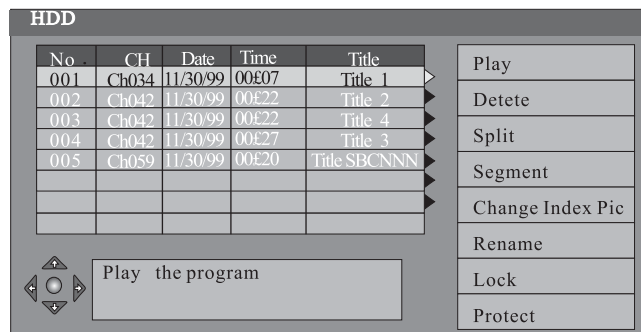 HDD
No . CH Date Time Title
001 Ch034 11/30/99 00£07 Title 1
002 Ch042 11/30/99 00£22 Title 2
003 Ch042 11/30/99 00£22 Title 4
004 Ch042 11/30/99 00£27 Title 3
005 Ch059 11/30/99 00£20 Title SBCNNN
Play
Detete
Split
Segment
Change Index Pic
Rename
Lock
Protect
Play the program